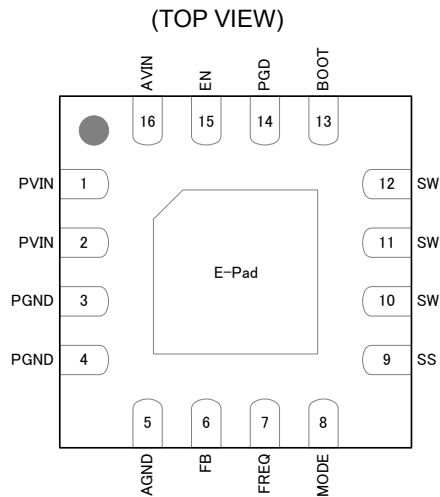 (TOP VIEW)
AVIN
EN
PGD
BOOT
16
15
14
13
PVIN 1
12 SW
PVIN 2
11 SW
E-Pad
PGND 3
10 SW
PGND 4
9 SS
5
6
7
8
AGND
FB
FREQ
MODE